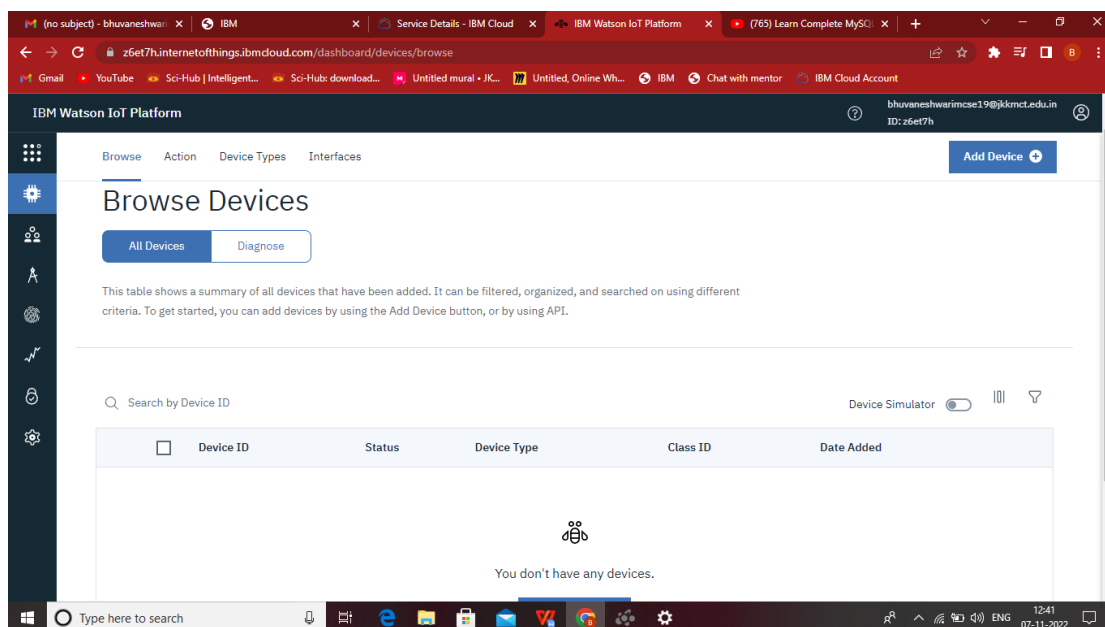 (no subject) - bhuvaneshwari
IBM
Service Details - IBM Cloud
IBM Watson IoT Platform
(765) Learn Complete MySQL
z6et7h.internetofthings.ibmcloud.com/dashboard/devices/browse
B
Gmail
YouTube
Sci-Hub | Intelligent...
Sci-Hub: download...
Untitled mural • JK...
Untitled, Online Wh...
IBM
Chat with mentor
IBM Cloud Account
IBM Watson IoT Platform
bhuvaneshwarimcse19@jkkmct.edu.in
ID: z6et7h
Browse
Action
Device Types
Interfaces
Add Device
Browse Devices
All Devices
Diagnose
This table shows a summary of all devices that have been added. It can be filtered, organized, and searched on using different
criteria. To get started, you can add devices by using the Add Device button, or by using API.
Search by Device ID
Device Simulator
Device ID
Status
Device Type
Class ID
Date Added
You don't have any devices.
Type here to search
ENG
12:41
07-11-2022